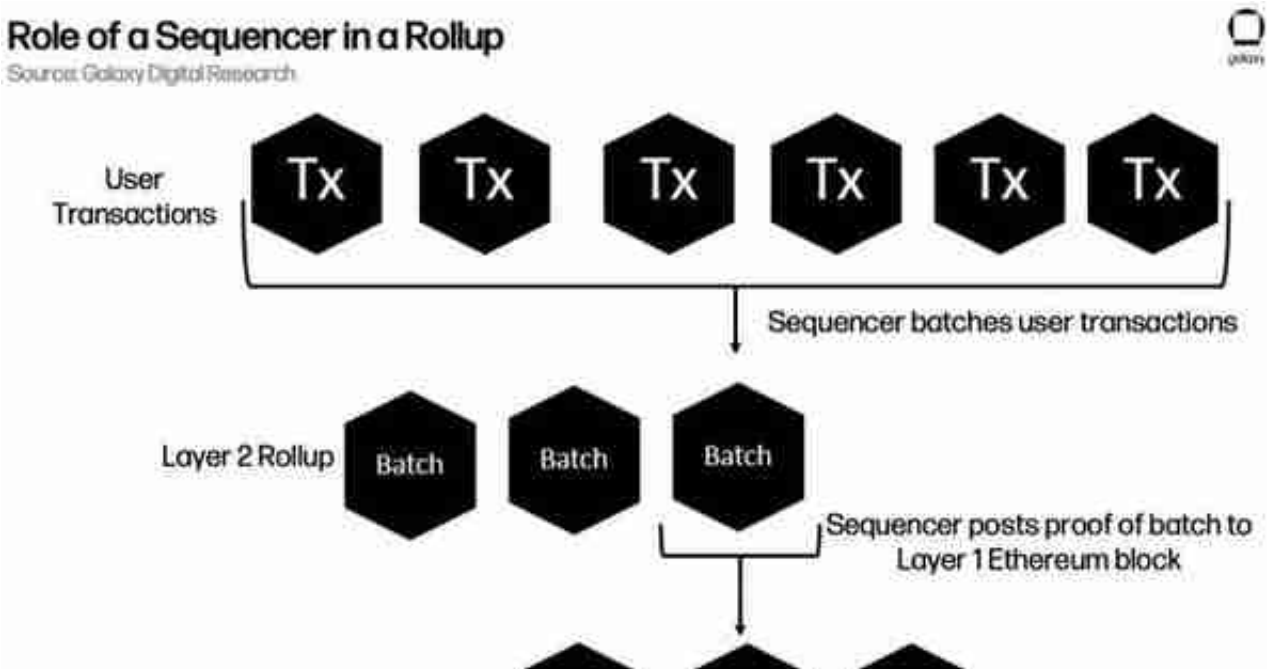 Role of a Sequencer in a Rollup
Source: Galaxy Digital Research
galaxy
Tx Tx Tx Tx Tx Tx
User
Transactions
Sequencer batches user transactions
Layer 2 Rollup
Batch Batch Batch
Sequencer posts proof of batch to
Layer 1 Ethereum block